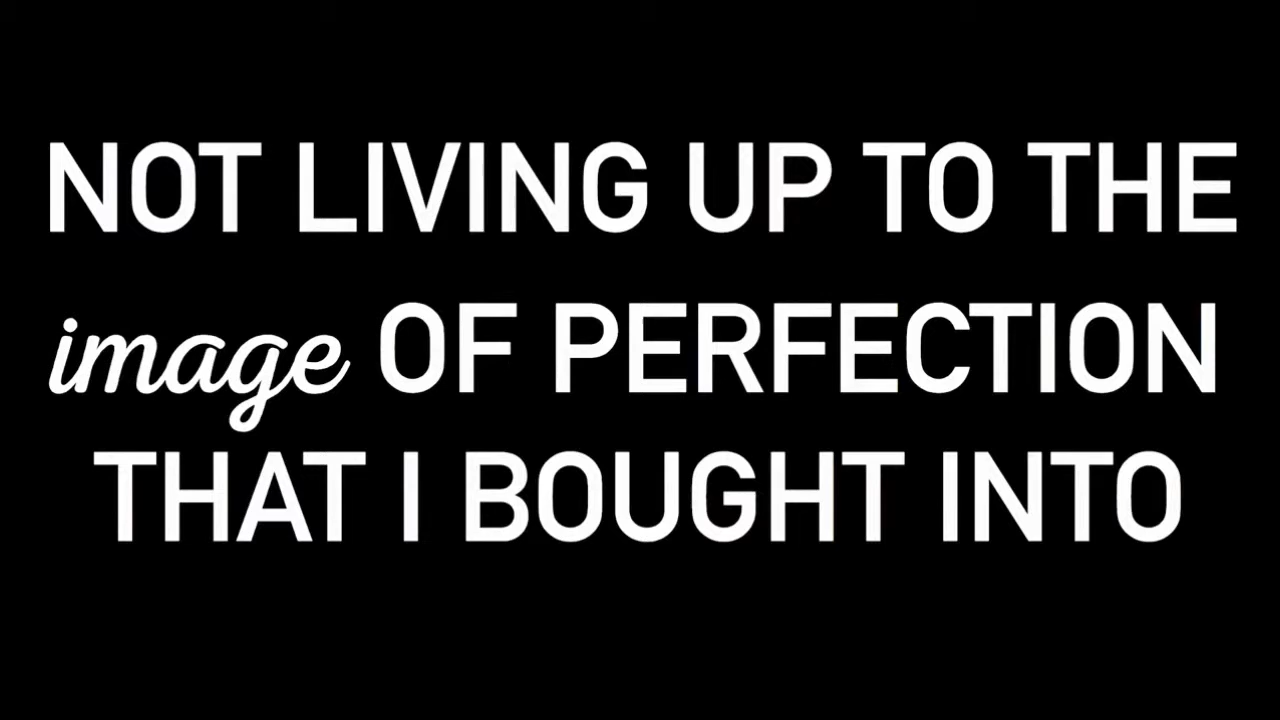 NOT LIVING UP TO THE
image OF PERFECTION
THAT I BOUGHT INTO